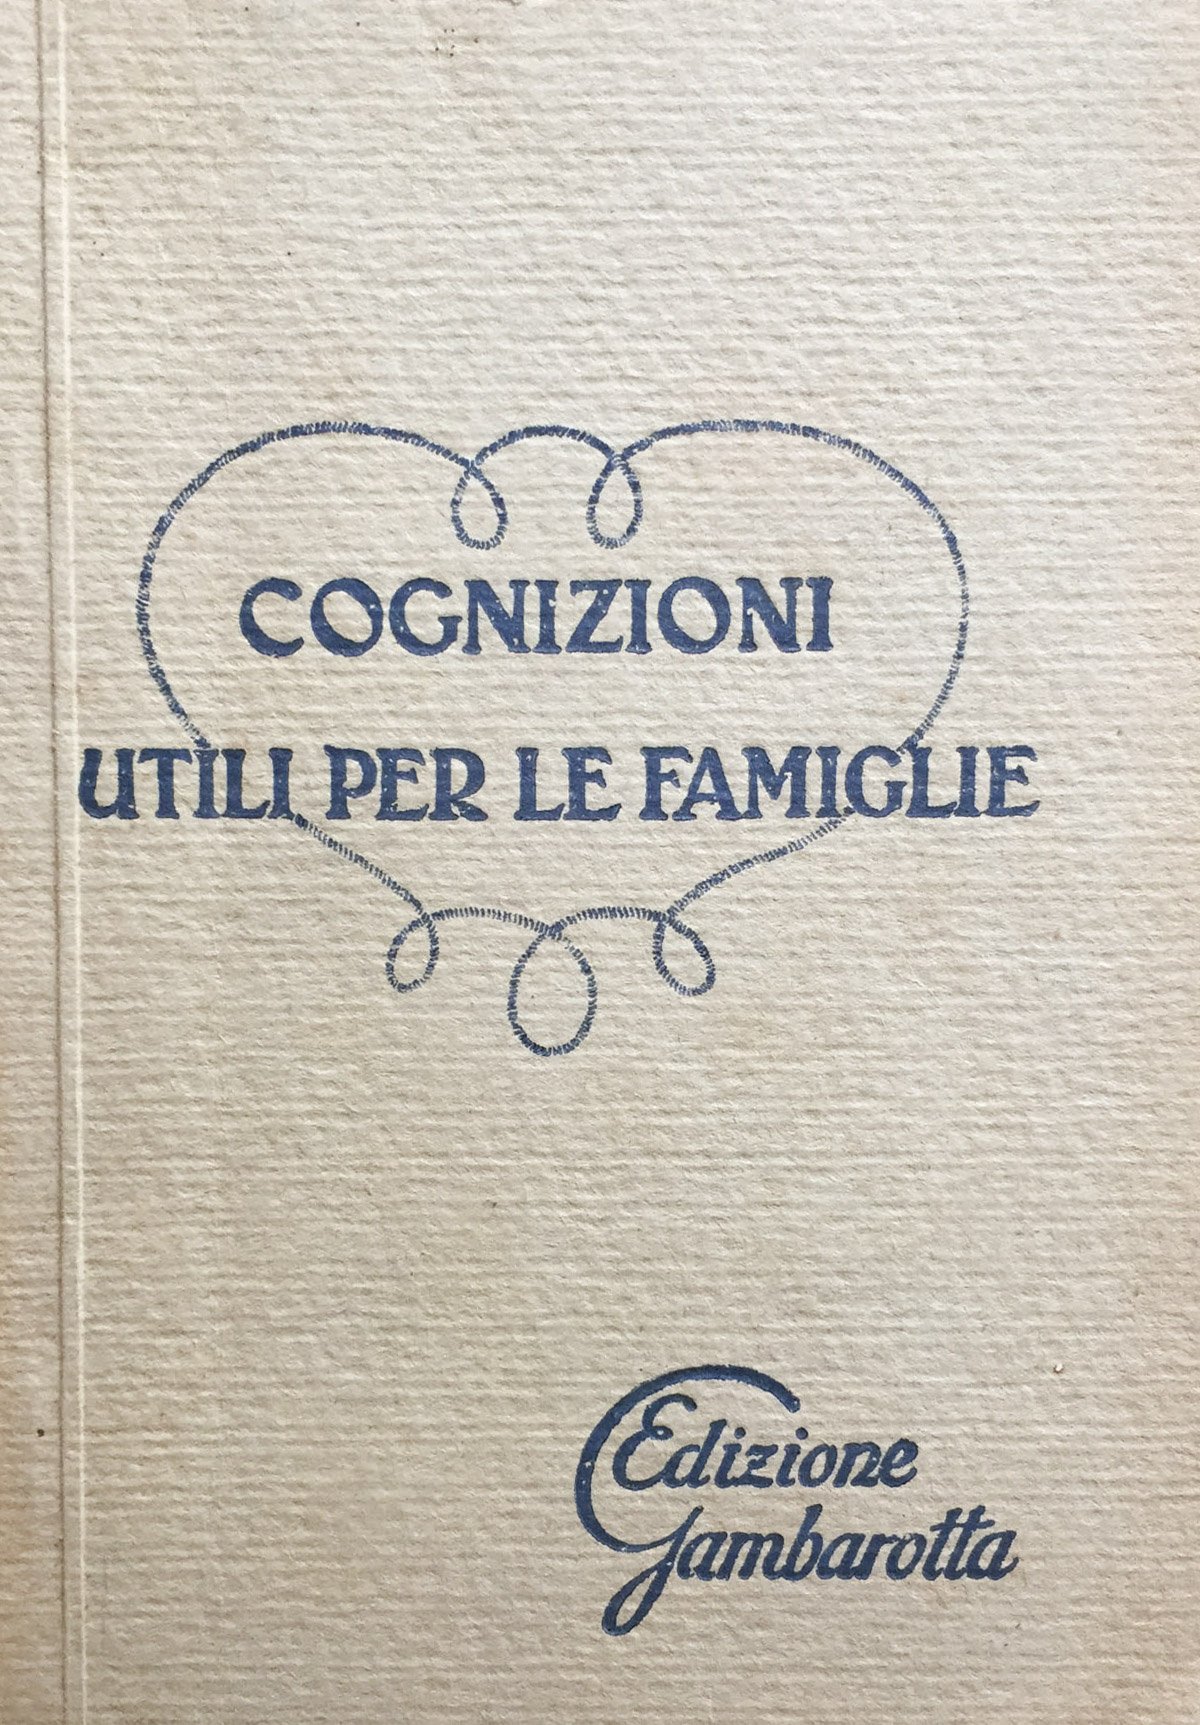 COGNIZIONI
UTILI PER LE FAMIGLIE
Edizione
Gambarotta